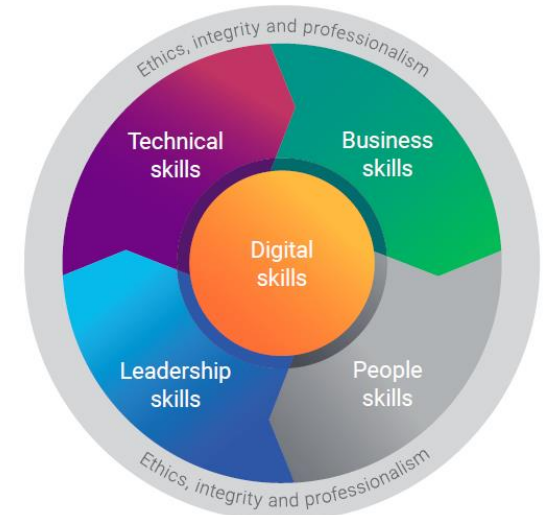 Ethics, integrity and professionalism
Technical
skills
Business
skills
Digital
skills
Leadership
skills
People
skills
Ethics, integrity and professionalism